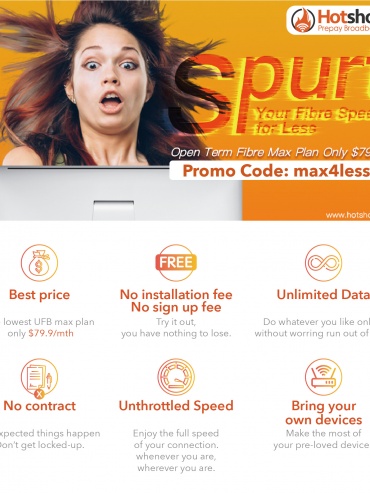 Hotsho
Prepay Broadb
Spurt
Your Fibre Spee
for Less
Open Term Fibre Max Plan Only $79
Promo Code: max4less
www.hotsho
Best price
lowest UFB max plan
only $79.9/mth
FREE
No installation fee
No sign up fee
Try it out,
you have nothing to lose.
Unlimited Data
Do whatever you like onli
without worring run out of
No contract
xpected things happen
Don't get locked-up.
Unthrottled Speed
Enjoy the full speed
of your connection.
whenever you are,
wherever you are.
Bring your
own devices
Make the most of
your pre-loved device